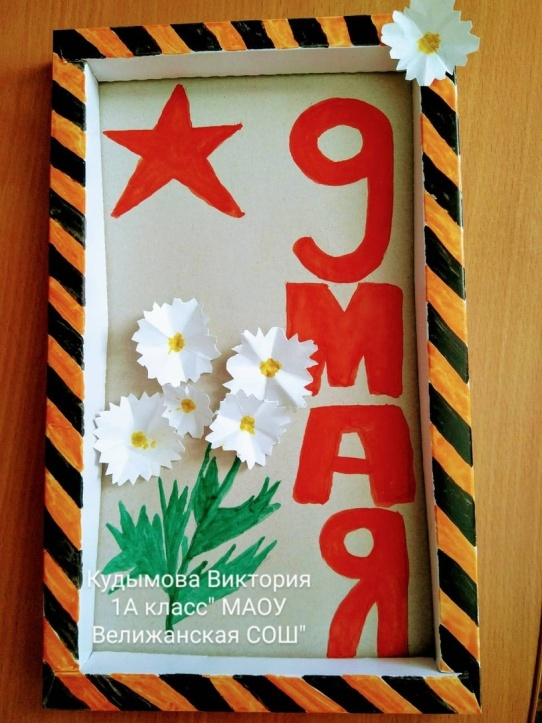 9
МАЯ
Кудымова Виктория
1А класс" МАОУ
Велижанская СОШ"